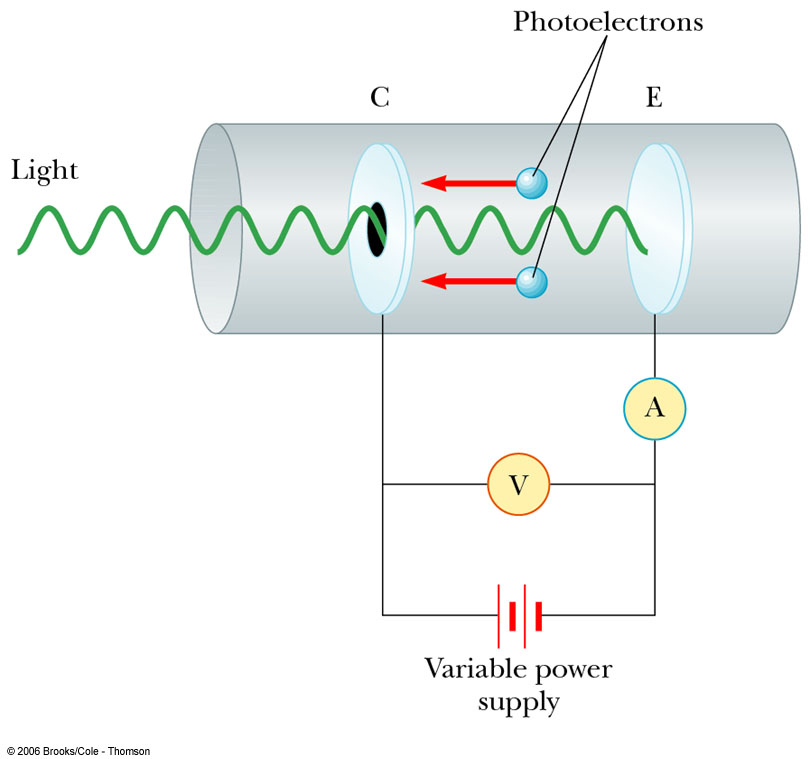 Photoelectrons
C
E
Light
A
V
Variable power
supply
© 2006 Brooks/Cole - Thomson